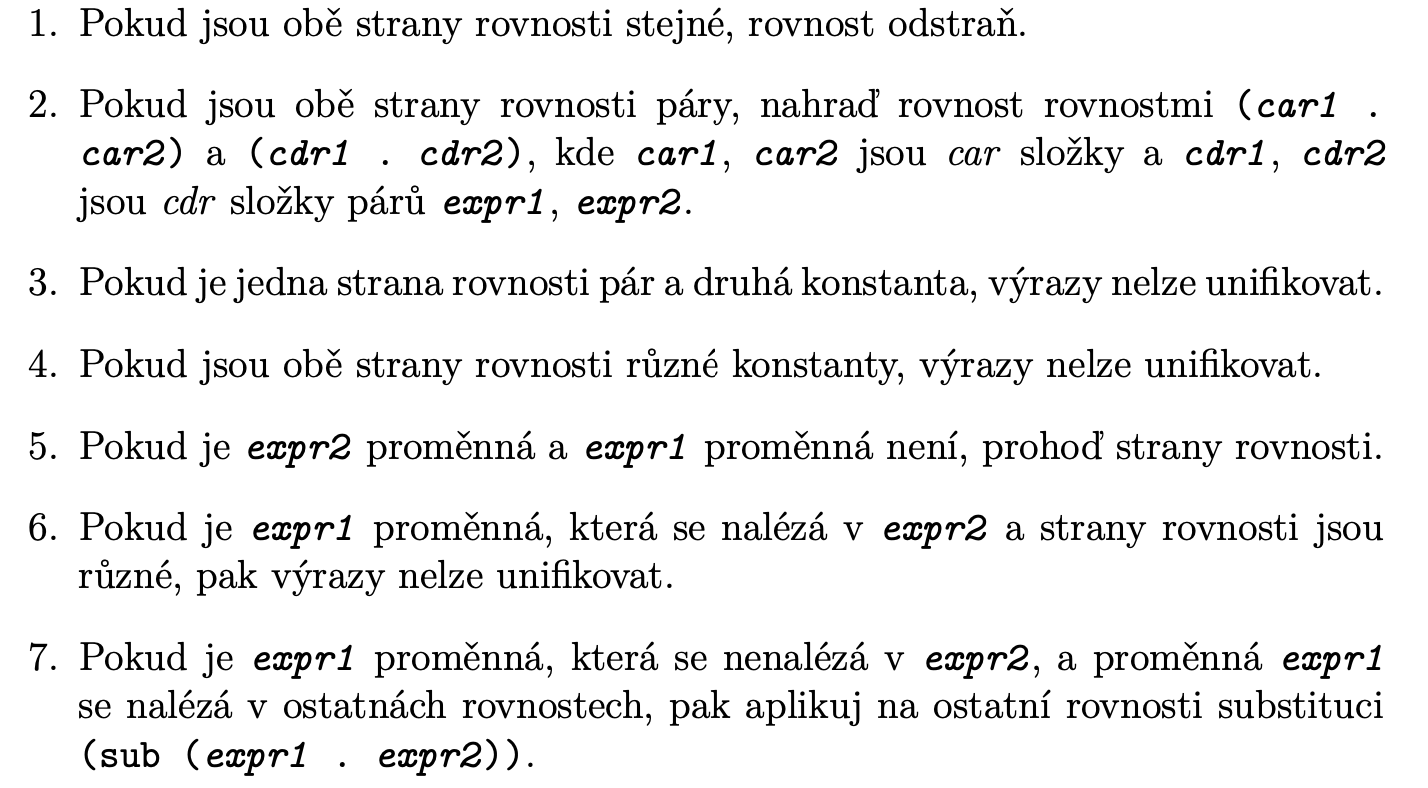 1. Pokud jsou obě strany rovnosti stejné, rovnost odstraň.
2. Pokud jsou obě strany rovnosti páry, nahraď rovnost rovnostmi (car1 .
car2) a (cdr1 . cdr2), kde car1, car2 jsou car složky a cdr1, cdr2
jsou cdr složky párů expr1, expr2.
3. Pokud je jedna strana rovnosti pár a druhá konstanta, výrazy nelze unifikovat.
4. Pokud jsou obě strany rovnosti různé konstanty, výrazy nelze unifikovat.
5. Pokud je expr2 proměnná a expr1 proměnná není, prohoď strany rovnosti.
6. Pokud je expr1 proměnná, která se nalézá v expr2 a strany rovnosti jsou
různé, pak výrazy nelze unifikovat.
7. Pokud je expr1 proměnná, která se nenalézá v expr2, a proměnná expr1
se nalézá v ostatnách rovnostech, pak aplikuj na ostatní rovnosti substituci
(sub (expr1 . expr2)).